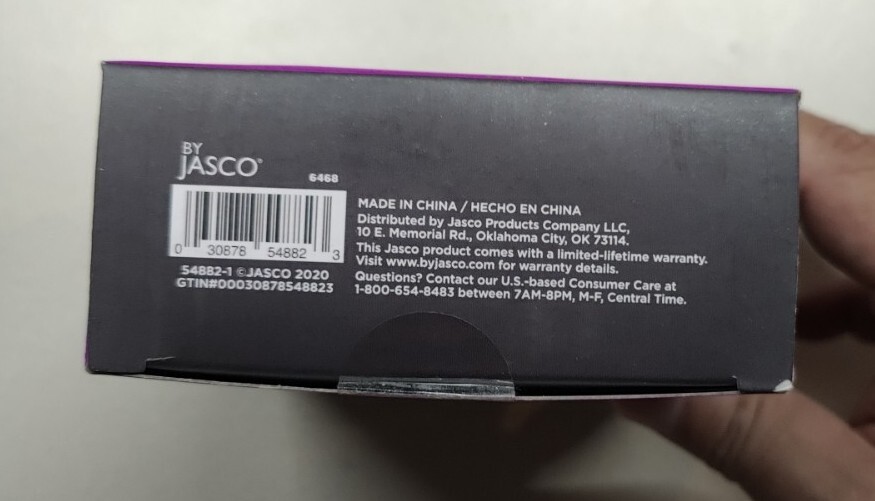 BY
JASCO®
6468
0 30878 54882 3
54882-1 ©JASCO 2020
GTIN#00030878548823
MADE IN CHINA / HECHO EN CHINA
Distributed by Jasco Products Company LLC,
10 E. Memorial Rd., Oklahoma City, OK 73114.
This Jasco product comes with a limited-lifetime warranty.
Visit www.byjasco.com for warranty details.
Questions? Contact our U.S.-based Consumer Care at
1-800-654-8483 between 7AM-8PM, M-F, Central Time.